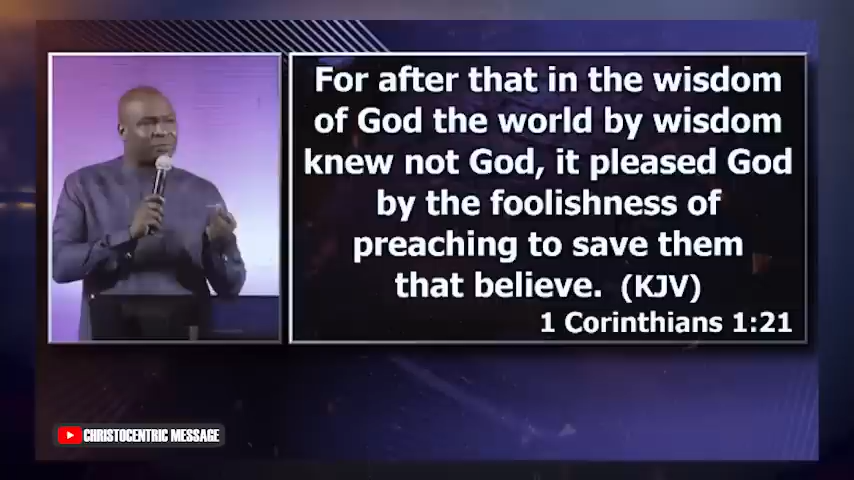 For after that in the wisdom
of God the world by wisdom
knew not God, it pleased God
by the foolishness of
preaching to save them
that believe. (KJV)
1 Corinthians 1:21
CHRISTOCENTRIC MESSAGE